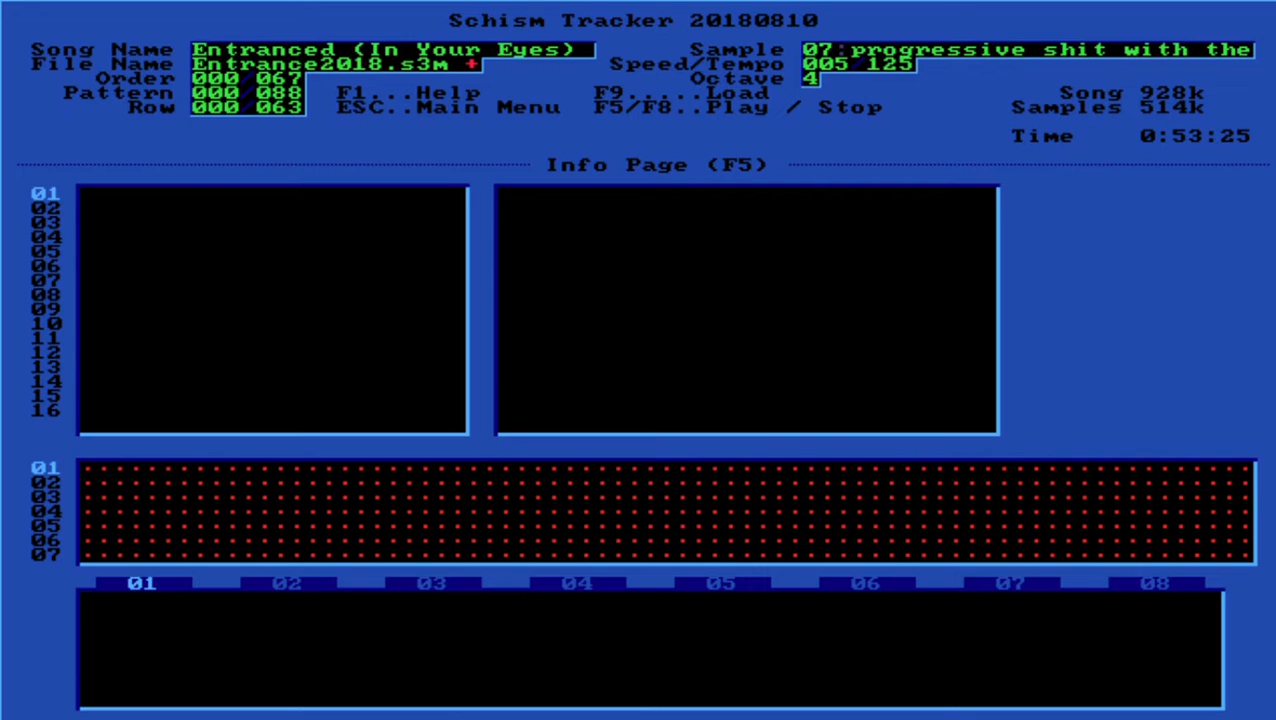 Schism Tracker 20180810
Song Name Entranced (In Your Eyes) Sample 07:progressive shit with the
File Name Entrance2018.s3m + Speed/Tempo 005/125
Order 000/067 Octave 4
Pattern 000/088 F1...Help F9.....Load Song 928k
Row 000/063 ESC..Main Menu F5/F8..Play / Stop Samples 514k
Time 0:53:25
Info Page (F5)
01
02
03
04
05
06
07
08
09
10
11
12
13
14
15
16
01
02
03
04
05
06
07
01 02 03 04 05 06 07 08